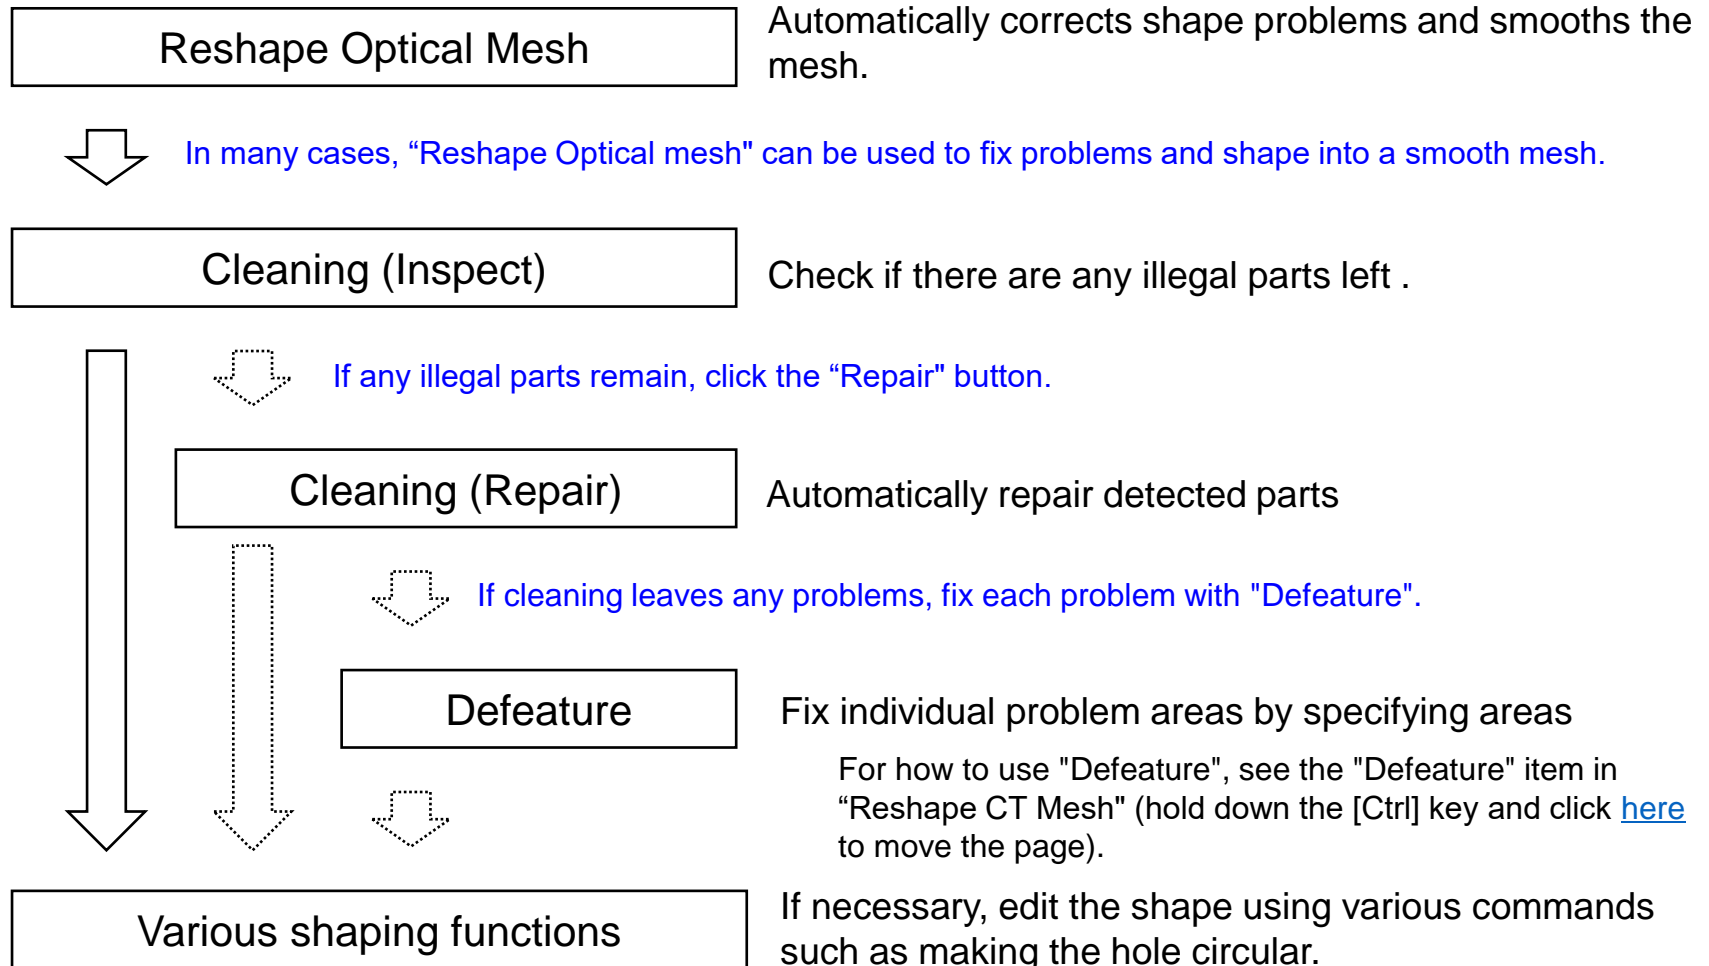 Reshape Optical Mesh
Automatically corrects shape problems and smooths the
mesh.
In many cases, “Reshape Optical mesh" can be used to fix problems and shape into a smooth mesh.
Cleaning (Inspect)
Check if there are any illegal parts left .
If any illegal parts remain, click the “Repair" button.
Cleaning (Repair)
Automatically repair detected parts
If cleaning leaves any problems, fix each problem with "Defeature".
Defeature
Fix individual problem areas by specifying areas
For how to use "Defeature", see the "Defeature" item in
“Reshape CT Mesh" (hold down the [Ctrl] key and click here
to move the page).
Various shaping functions
If necessary, edit the shape using various commands
such as making the hole circular.